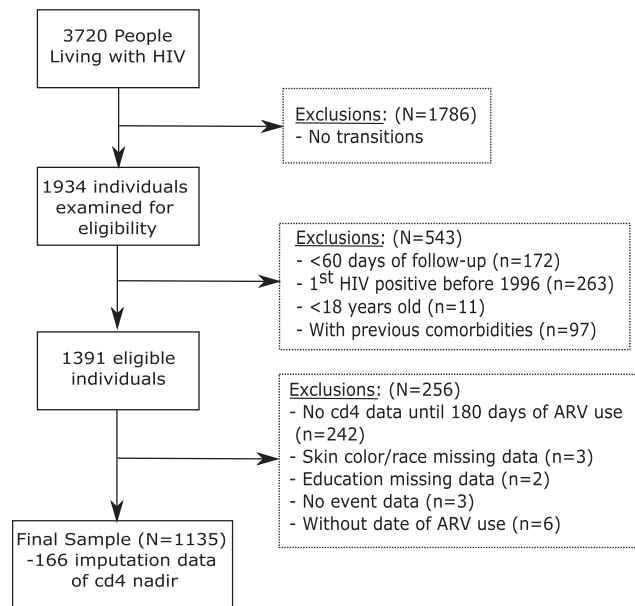 3720 People
Living with HIV
Exclusions: (N=1786)
- No transitions
1934 individuals
examined for
eligibility
Exclusions: (N=543)
- <60 days of follow-up (n=172)
- 1st HIV positive before 1996 (n=263)
- <18 years old (n=11)
- With previous comorbidities (n=97)
1391 eligible
individuals
Exclusions: (N=256)
- No cd4 data until 180 days of ARV use
(n=242)
- Skin color/race missing data (n=3)
- Education missing data (n=2)
- No event data (n=3)
- Without date of ARV use (n=6)
Final Sample (N=1135)
-166 imputation data
of cd4 nadir